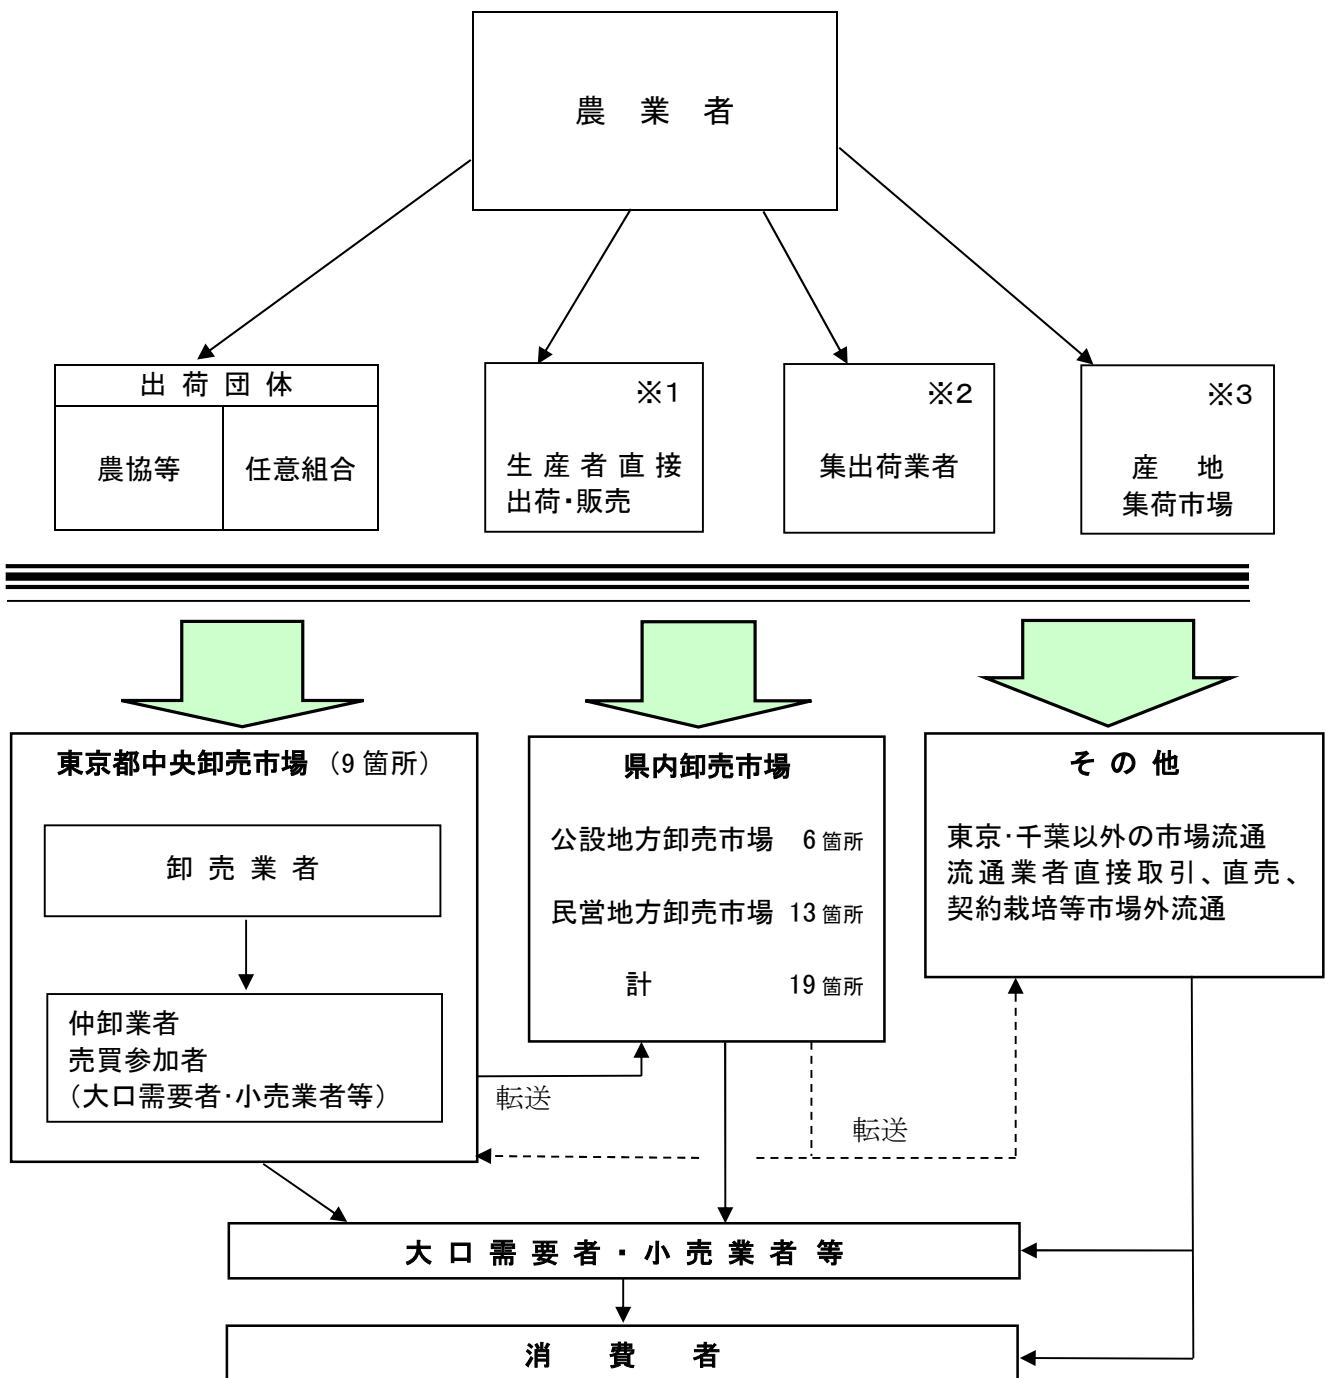 農業者
出荷団体
農協等
任意組合
※1
生産者直接
出荷・販売
※2
集出荷業者
※3
産地
集荷市場
東京都中央卸売市場（9箇所）
卸売業者
仲卸業者
売買参加者
（大口需要者・小売業者等）
県内卸売市場
公設地方卸売市場 6箇所
民営地方卸売市場 13箇所
計 19箇所
その他
東京・千葉以外の市場流通
流通業者直接取引、直売、
契約栽培等市場外流通
転送
転送
大口需要者・小売業者等
消費者